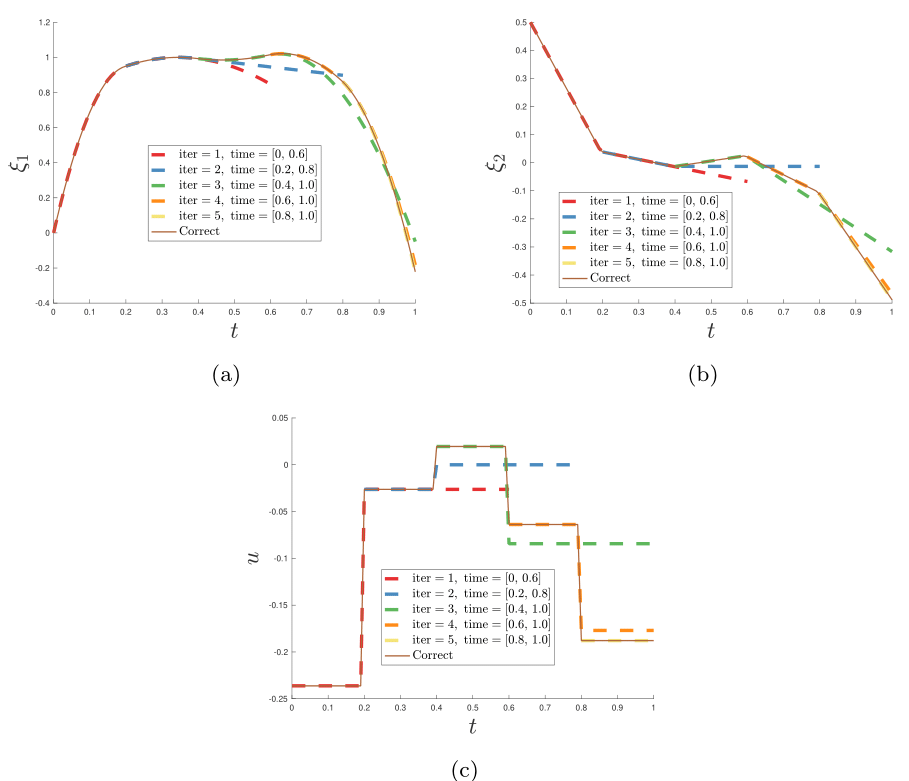 1.2
1
0.8
0.6
0.4
0.2
0
-0.2
-0.4
ξ̇₁
0 0.1 0.2 0.3 0.4 0.5 0.6 0.7 0.8 0.9 1
t
iter = 1, time = [0, 0.6]
iter = 2, time = [0.2, 0.8]
iter = 3, time = [0.4, 1.0]
iter = 4, time = [0.6, 1.0]
iter = 5, time = [0.8, 1.0]
Correct
(a)
0.5
0.4
0.3
0.2
0.1
0
-0.1
-0.2
-0.3
-0.4
-0.5
ξ̇₂
0 0.1 0.2 0.3 0.4 0.5 0.6 0.7 0.8 0.9 1
t
iter = 1, time = [0, 0.6]
iter = 2, time = [0.2, 0.8]
iter = 3, time = [0.4, 1.0]
iter = 4, time = [0.6, 1.0]
iter = 5, time = [0.8, 1.0]
Correct
(b)
0.05
0
-0.05
-0.1
-0.15
-0.2
-0.25
u
0 0.1 0.2 0.3 0.4 0.5 0.6 0.7 0.8 0.9 1
t
iter = 1, time = [0, 0.6]
iter = 2, time = [0.2, 0.8]
iter = 3, time = [0.4, 1.0]
iter = 4, time = [0.6, 1.0]
iter = 5, time = [0.8, 1.0]
Correct
(c)